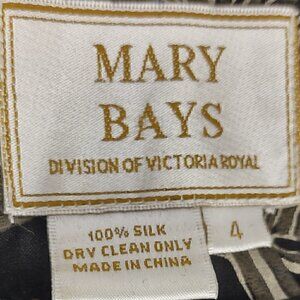 MARY
BAYS
DIVISION OF VICTORIA ROYAL
100% SILK
DRY CLEAN ONLY
MADE IN CHINA
4